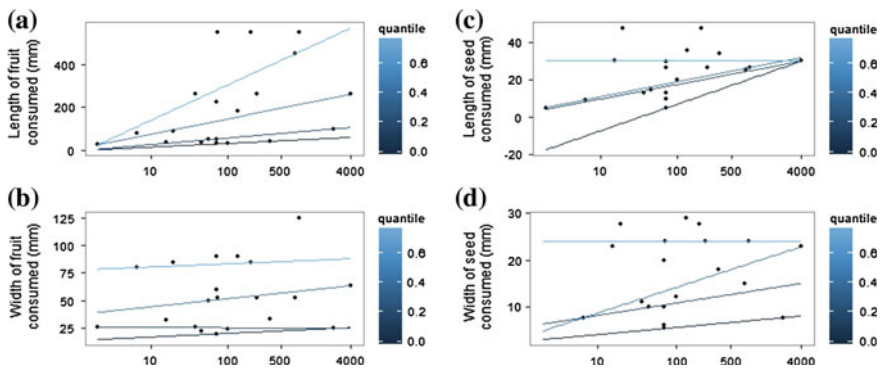 (a)
Length of fruit
consumed (mm)
400
200
0
10 100 500 4000
quantile
0.6
0.4
0.2
0.0
(b)
Width of fruit
consumed (mm)
125
100
75
50
25
10 100 500 4000
quantile
0.6
0.4
0.2
0.0
(c)
Length of seed
consumed (mm)
40
20
0
-20
10 100 500 4000
quantile
0.6
0.4
0.2
0.0
(d)
Width of seed
consumed (mm)
30
20
10
10 100 500 4000
quantile
0.6
0.4
0.2
0.0